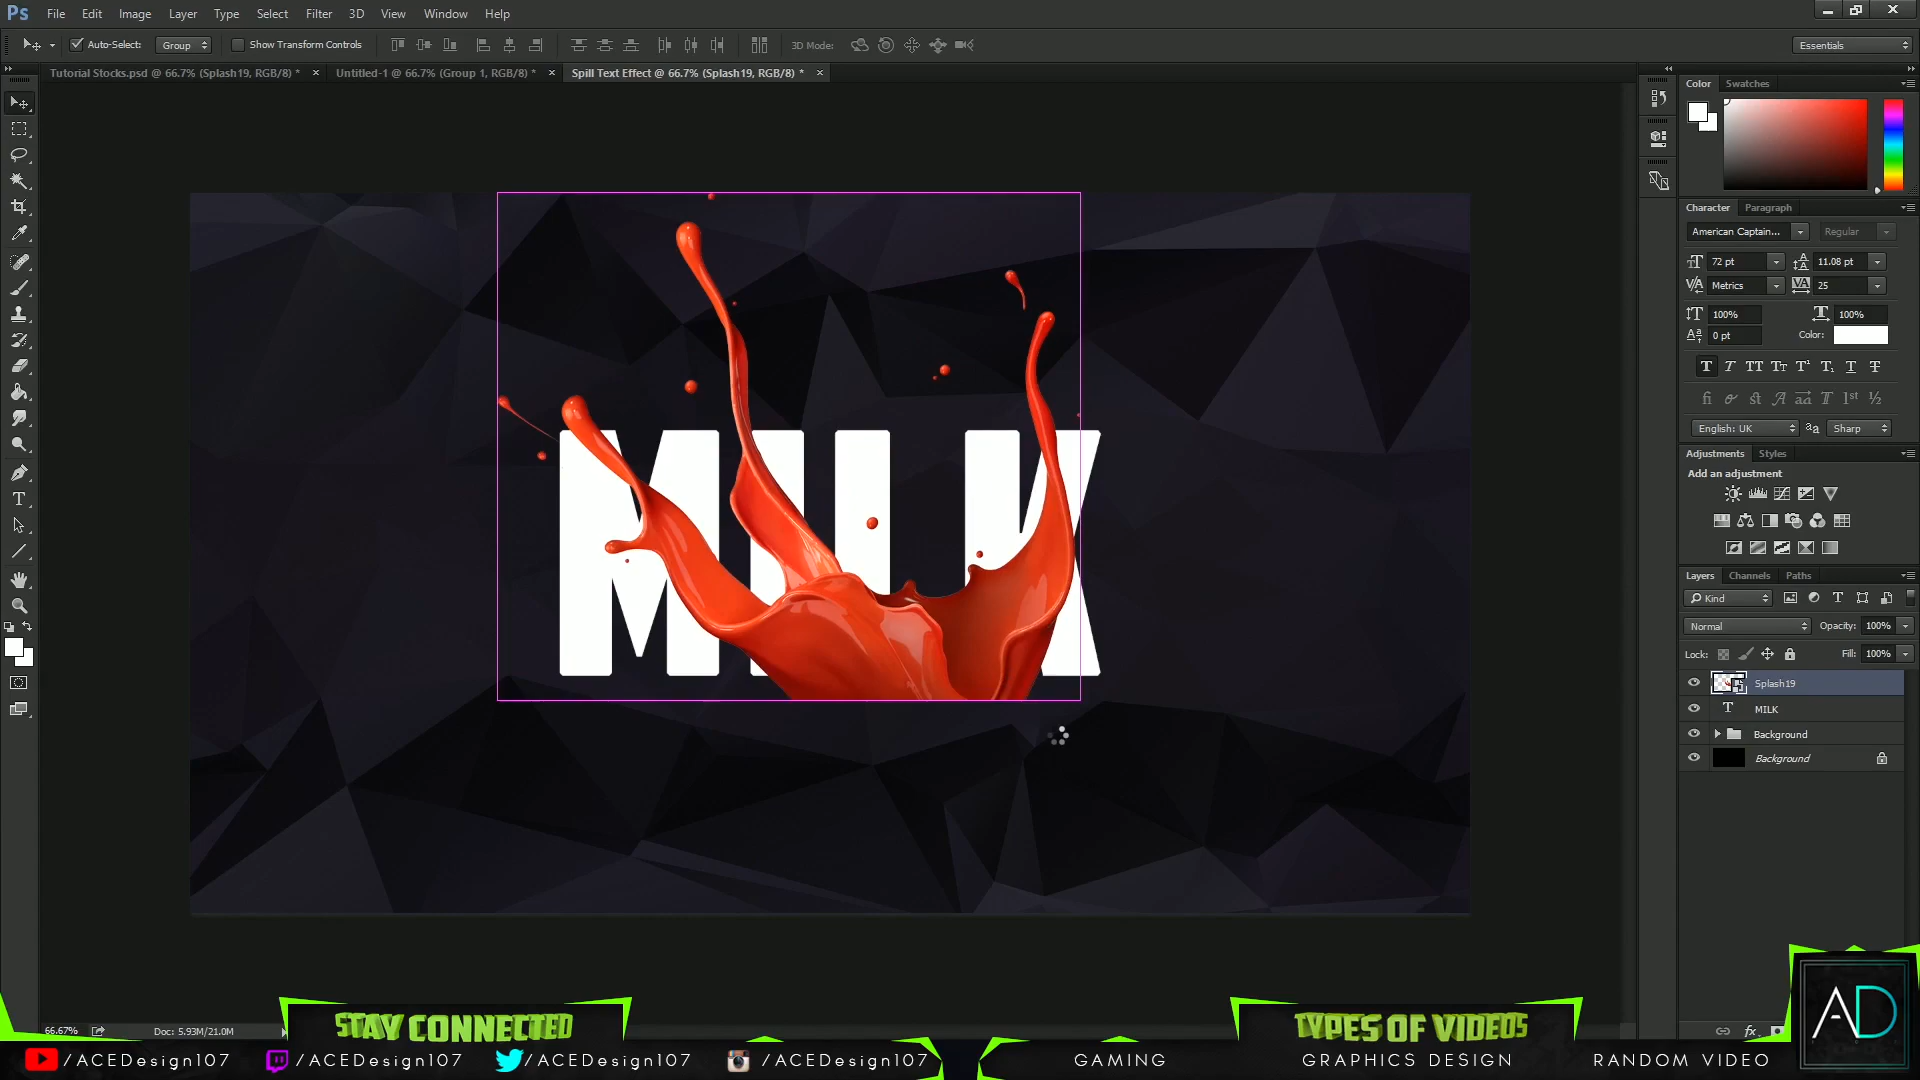 Ps File Edit Image Layer Type Select Filter 3D View Window Help
Auto-Select: Group Show Transform Controls 3D Mode: Essentials
Tutorial Stocks.psd @ 66.7% (Splash19, RGB/8) * × Untitled-1 @ 66.7% (Group 1, RGB/8) * × Spill Text Effect @ 66.7% (Splash19, RGB/8) * ×
Color Swatches
Character Paragraph
American Captain... Regular
72 pt 11.08 pt
Metrics 25
100% 100%
0 pt Color:
English: UK Sharp
Adjustments Styles
Add an adjustment
Layers Channels Paths
Kind
Normal Opacity: 100%
Lock: Fill: 100%
Splash19
MILK
Background
Background
MILK
66.67% Doc: 5.93M/21.0M
STAY CONNECTED
TYPES OF VIDEOS
/ACEDesign107 /ACEDesign107 /ACEDesign107 /ACEDesign107
GAMING GRAPHICS DESIGN RANDOM VIDEO
AD